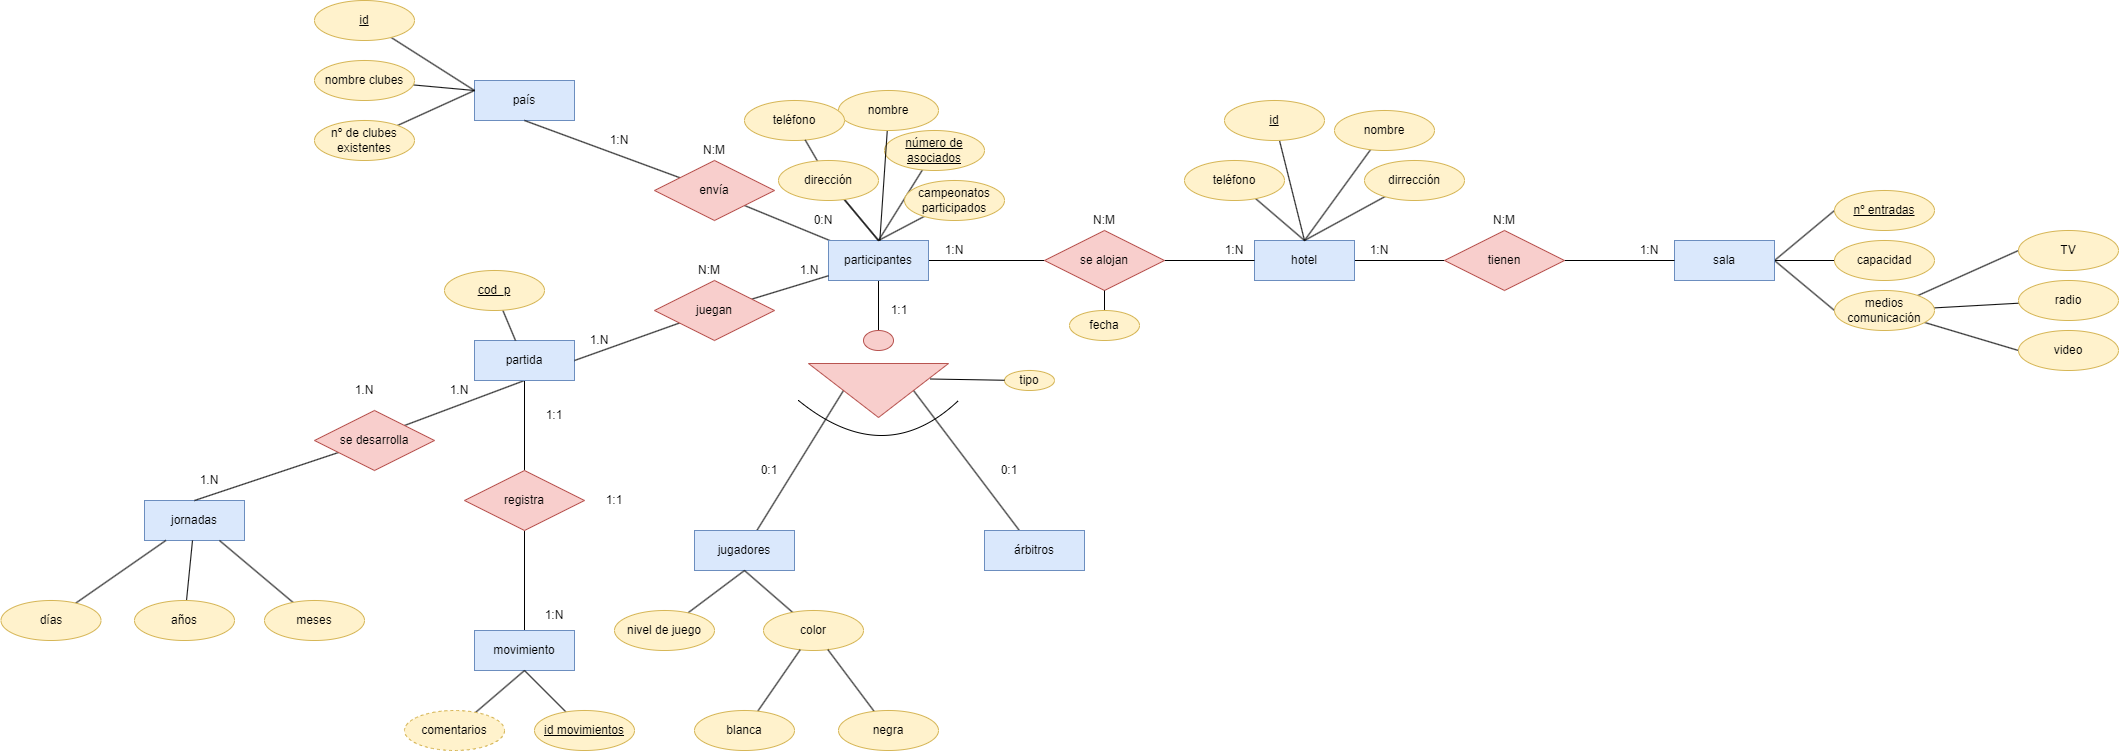 id
nombre clubes
país
nº de clubes
existentes
1:N
N:M
envía
0:N
teléfono
nombre
número de
asociados
dirección
campeonatos
participados
participantes
1:N
N:M
se alojan
fecha
1:N
id
nombre
teléfono
dirrección
hotel
1:N
N:M
tienen
1:N
sala
nº entradas
capacidad
medios
comunicación
TV
radio
video
N:M
1.N
juegan
1.N
cod_p
partida
1:1
tipo
1.N
1.N
se desarrolla
1.N
jornadas
días
años
meses
1:1
registra
1:1
1:N
movimiento
comentarios
id movimientos
0:1
0:1
jugadores
árbitros
nivel de juego
color
blanca
negra